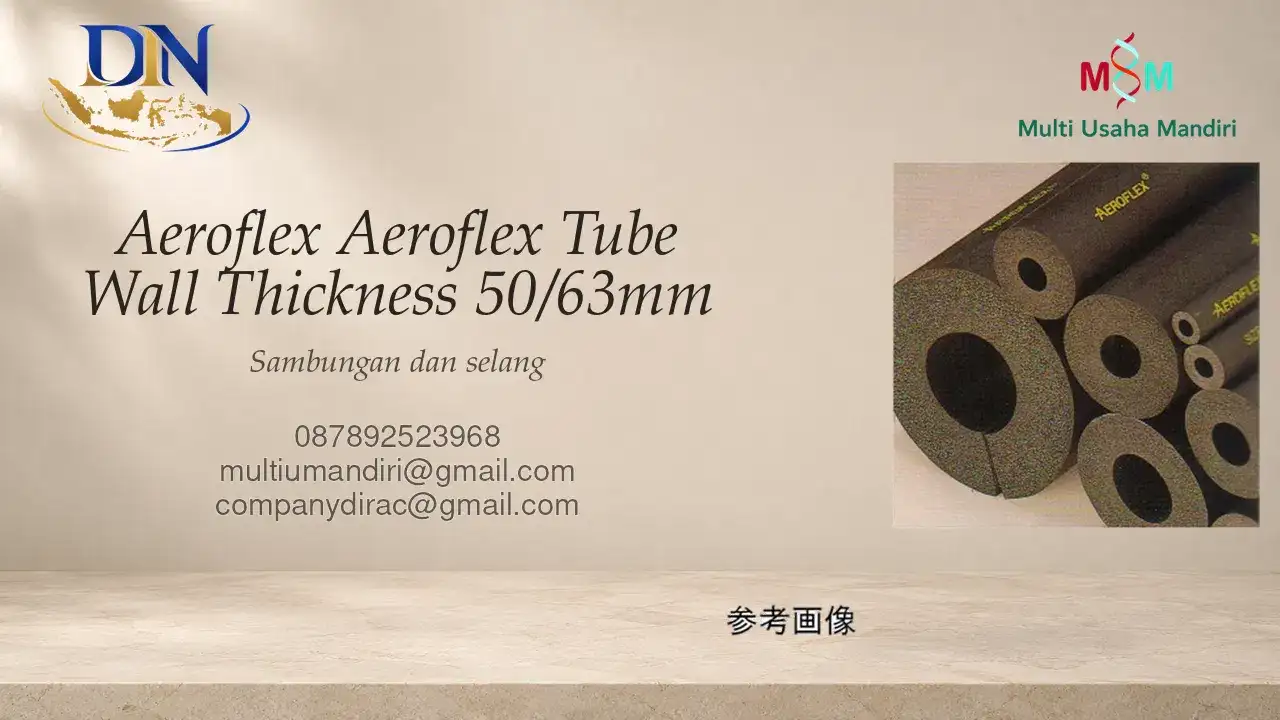 DIN
M M
Multi Usaha Mandiri
Aeroflex Aeroflex Tube
Wall Thickness 50/63mm
Sambungan dan selang
087892523968
multiumandiri@gmail.com
companydirac@gmail.com
AEROFLEX®
AEROFLEX
参考画像